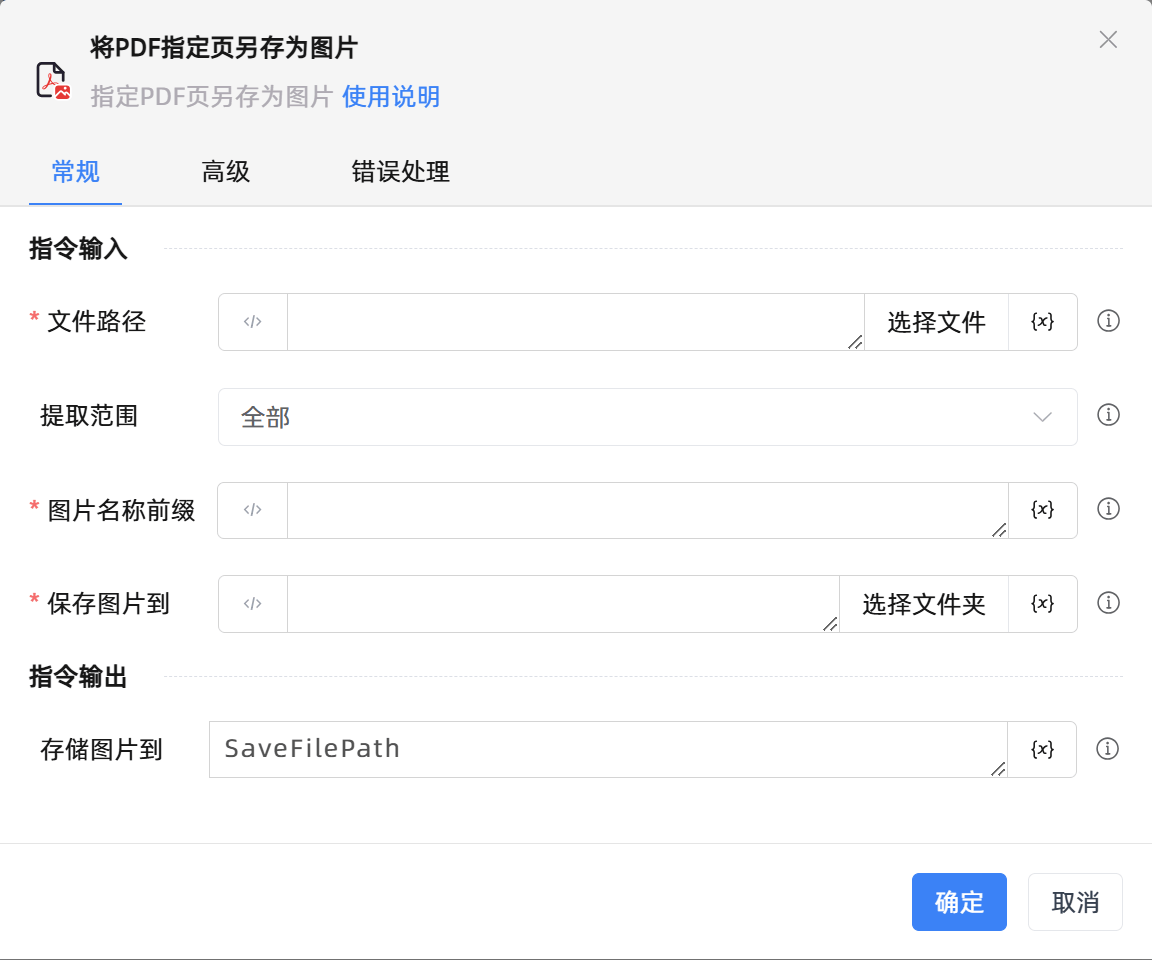 将PDF指定页另存为图片
指定PDF页另存为图片 使用说明
常规 高级 错误处理
指令输入
* 文件路径 </> 选择文件 {x}
提取范围 全部
* 图片名称前缀 </> {x}
* 保存图片到 </> 选择文件夹 {x}
指令输出
存储图片到 SaveFilePath {x}
确定 取消